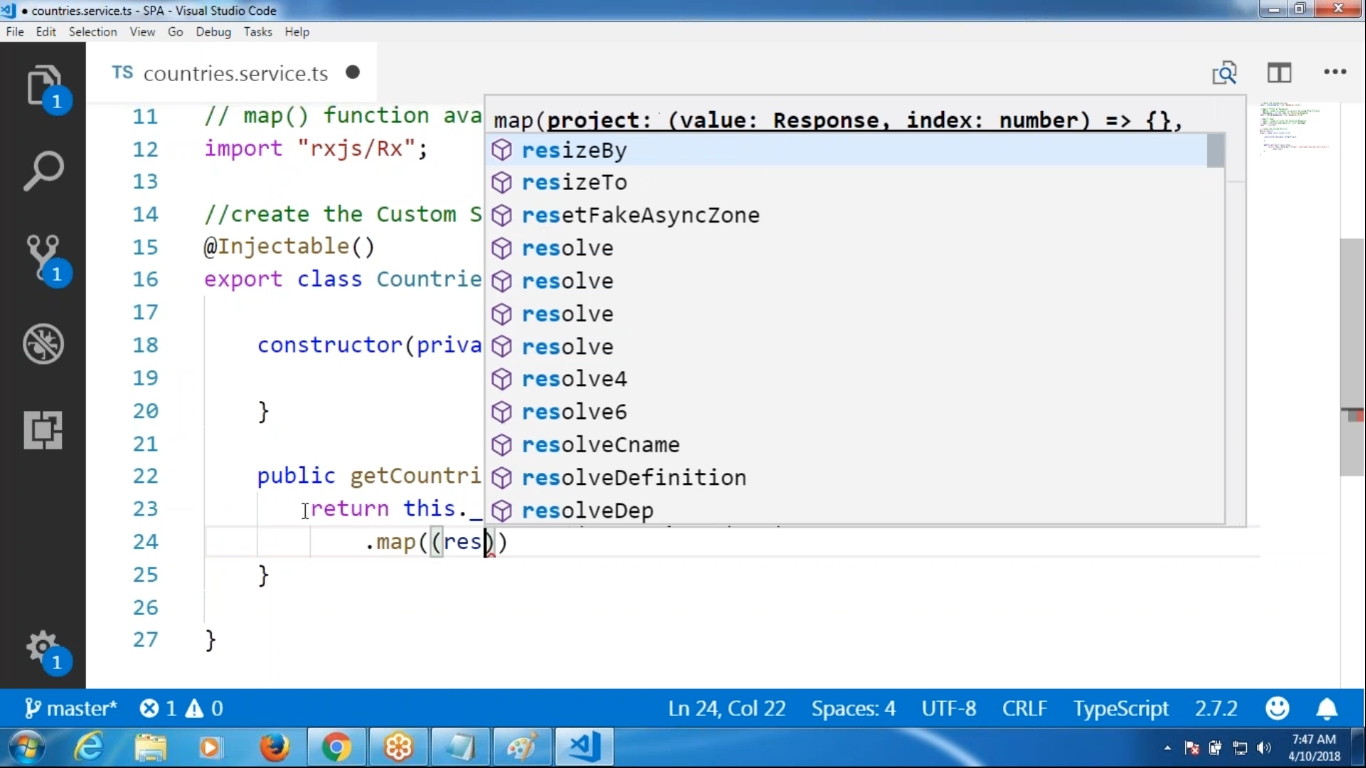 • countries.service.ts - SPA - Visual Studio Code
File Edit Selection View Go Debug Tasks Help
TS countries.service.ts
1
1
1
11 // map() function ava
12 import "rxjs/Rx";
13
14 //create the Custom S
15 @Injectable()
16 export class Countrie
17
18 constructor(priva
19
20 }
21
22 public getCountri
23 return this._
24 .map((res))
25 }
26
27 }
map(project: (value: Response, index: number) => {},
resizeBy
resizeTo
resetFakeAsyncZone
resolve
resolve
resolve
resolve
resolve4
resolve6
resolveCname
resolveDefinition
resolveDep
master* 1 0 Ln 24, Col 22 Spaces: 4 UTF-8 CRLF TypeScript 2.7.2
7:47 AM
4/10/2018